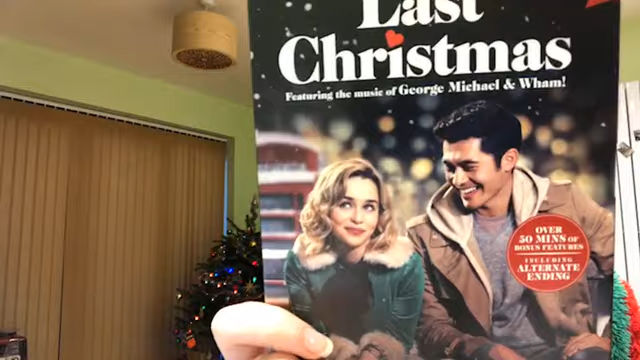 Last
Christmas
Featuring the music of George Michael & Wham!
OVER
50 MINS OF
BONUS FEATURES
INCLUDING
ALTERNATE
ENDING